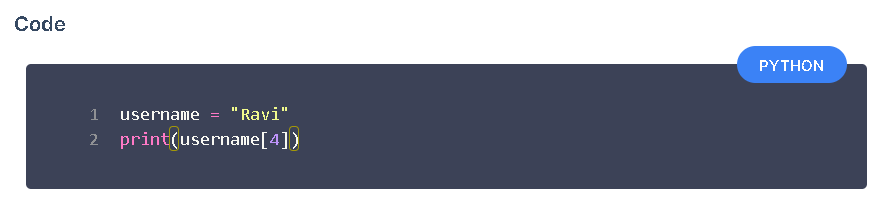 Code
PYTHON
1 username = "Ravi"
2 print(username[4])